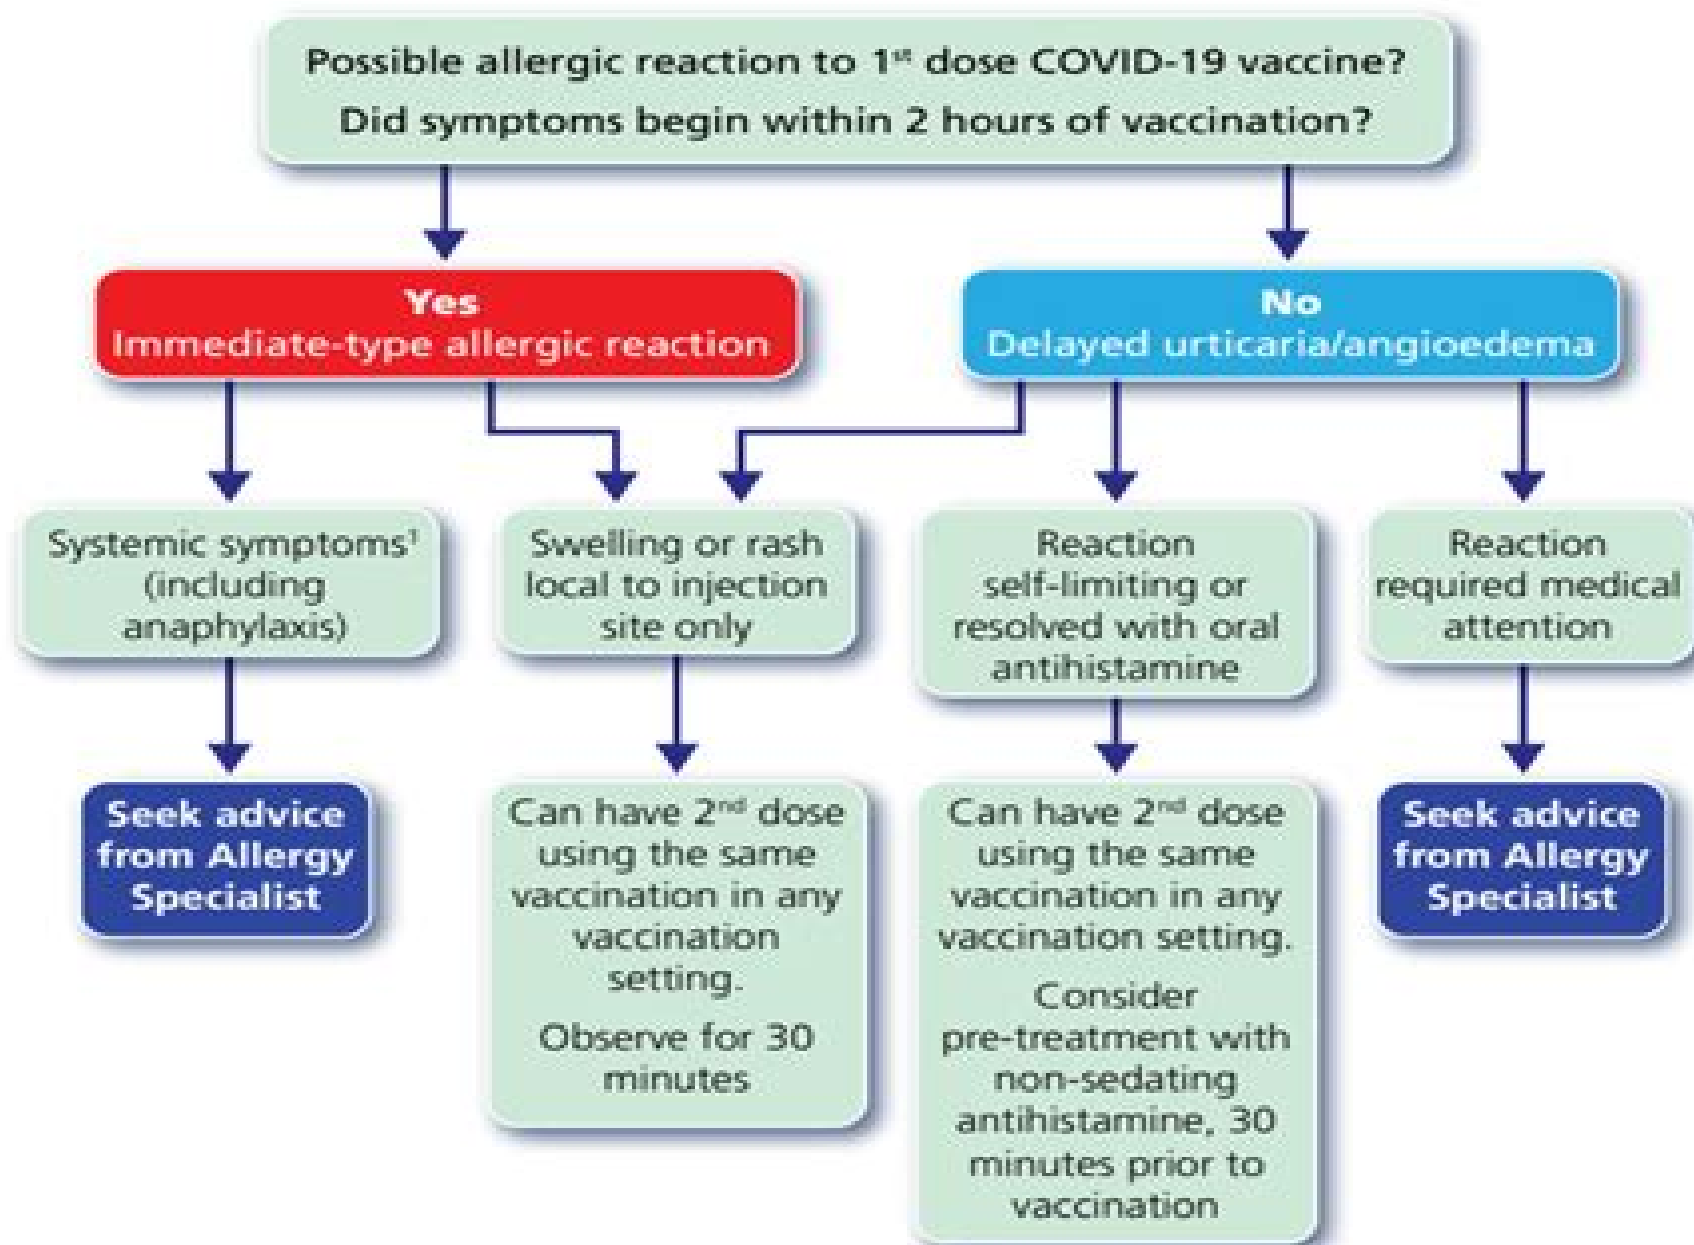 Possible allergic reaction to 1st dose COVID-19 vaccine?
Did symptoms begin within 2 hours of vaccination?
Yes
Immediate-type allergic reaction
No
Delayed urticaria/angioedema
Systemic symptoms¹
(including
anaphylaxis)
Swelling or rash
local to injection
site only
Reaction
self-limiting or
resolved with oral
antihistamine
Reaction
required medical
attention
Seek advice
from Allergy
Specialist
Can have 2nd dose
using the same
vaccination in any
vaccination
setting.
Observe for 30
minutes
Can have 2nd dose
using the same
vaccination in any
vaccination setting.
Consider
pre-treatment with
non-sedating
antihistamine, 30
minutes prior to
vaccination
Seek advice
from Allergy
Specialist